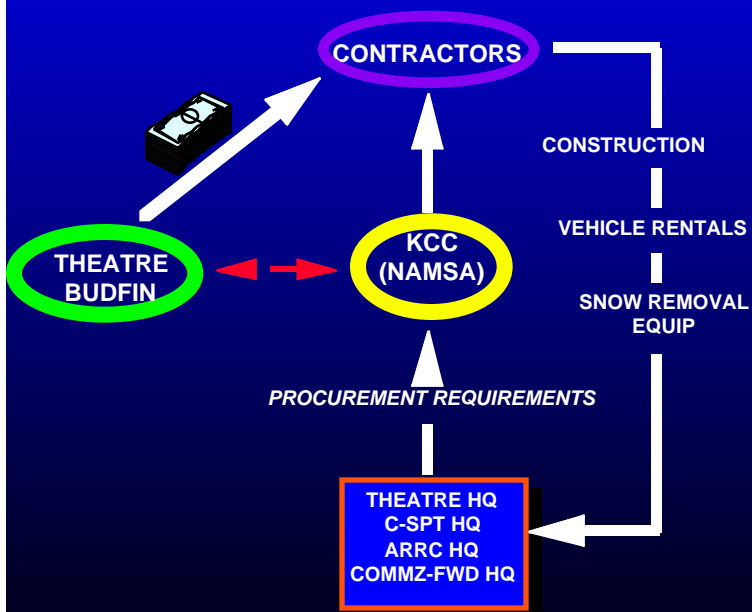 CONTRACTORS
CONSTRUCTION
VEHICLE RENTALS
SNOW REMOVAL
EQUIP
THEATRE
BUDFIN
KCC
(NAMSA)
PROCUREMENT REQUIREMENTS
THEATRE HQ
C-SPT HQ
ARRC HQ
COMMZ-FWD HQ